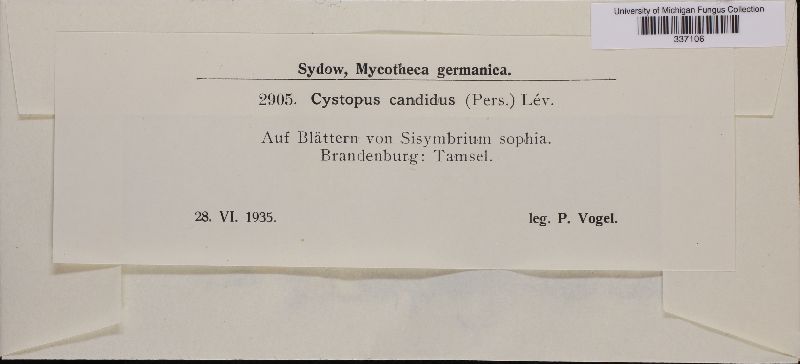 University of Michigan Fungus Collection
337106
Sydow, Mycotheca germanica.
2905. Cystopus candidus (Pers.) Lév.
Auf Blättern von Sisymbrium sophia.
Brandenburg: Tamsel.
28. VI. 1935. leg. P. Vogel.